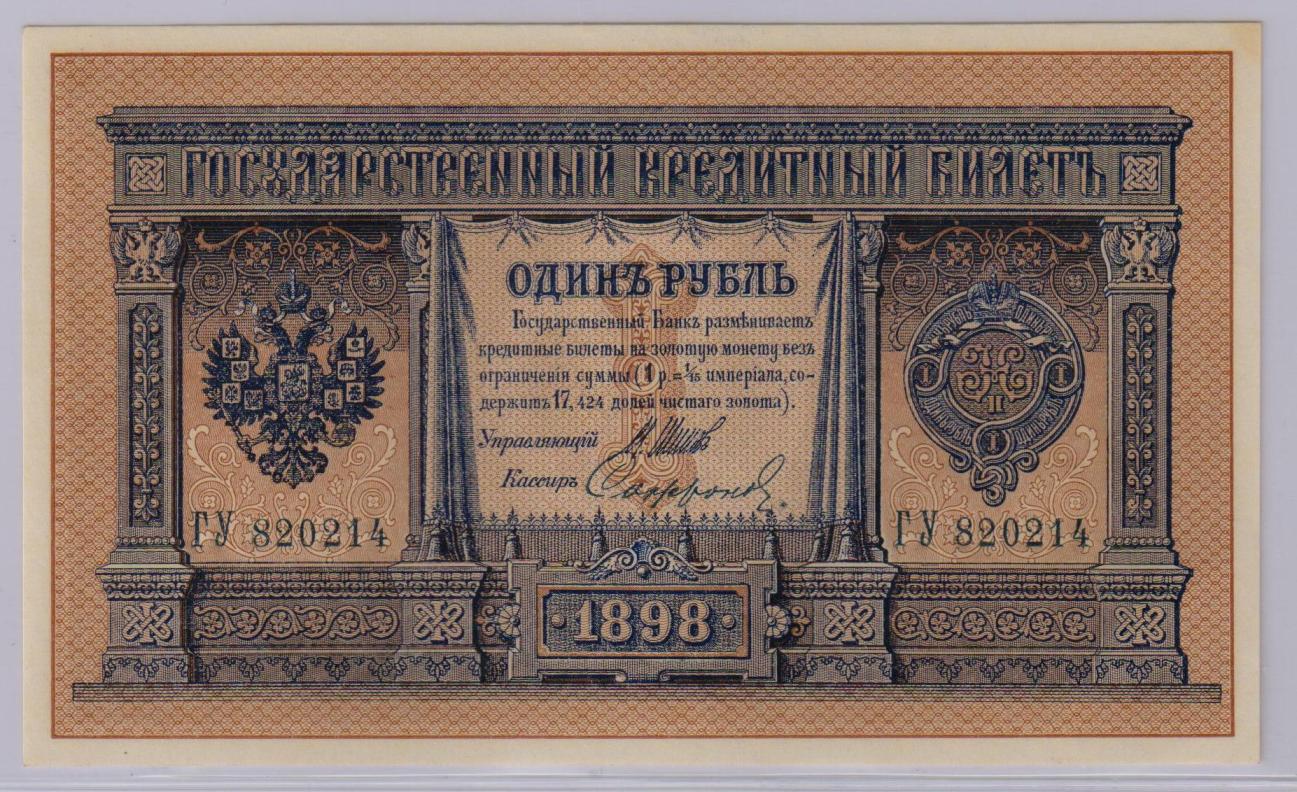 ГОСУДАРСТВЕННЫЙ КРЕДИТНЫЙ БИЛЕТЪ
ОДИНЪ РУБЛЬ
Государственный Банкъ размѣниваетъ
кредитные билеты на золотую монету безъ
ограниченія суммы (1 р.=1/15 имперіала, со-
держитъ 17,424 долей чистаго золота).
Управляющій
Кассиръ
ГУ 820214
ГУ 820214
I
I
I
I
· 1898 ·